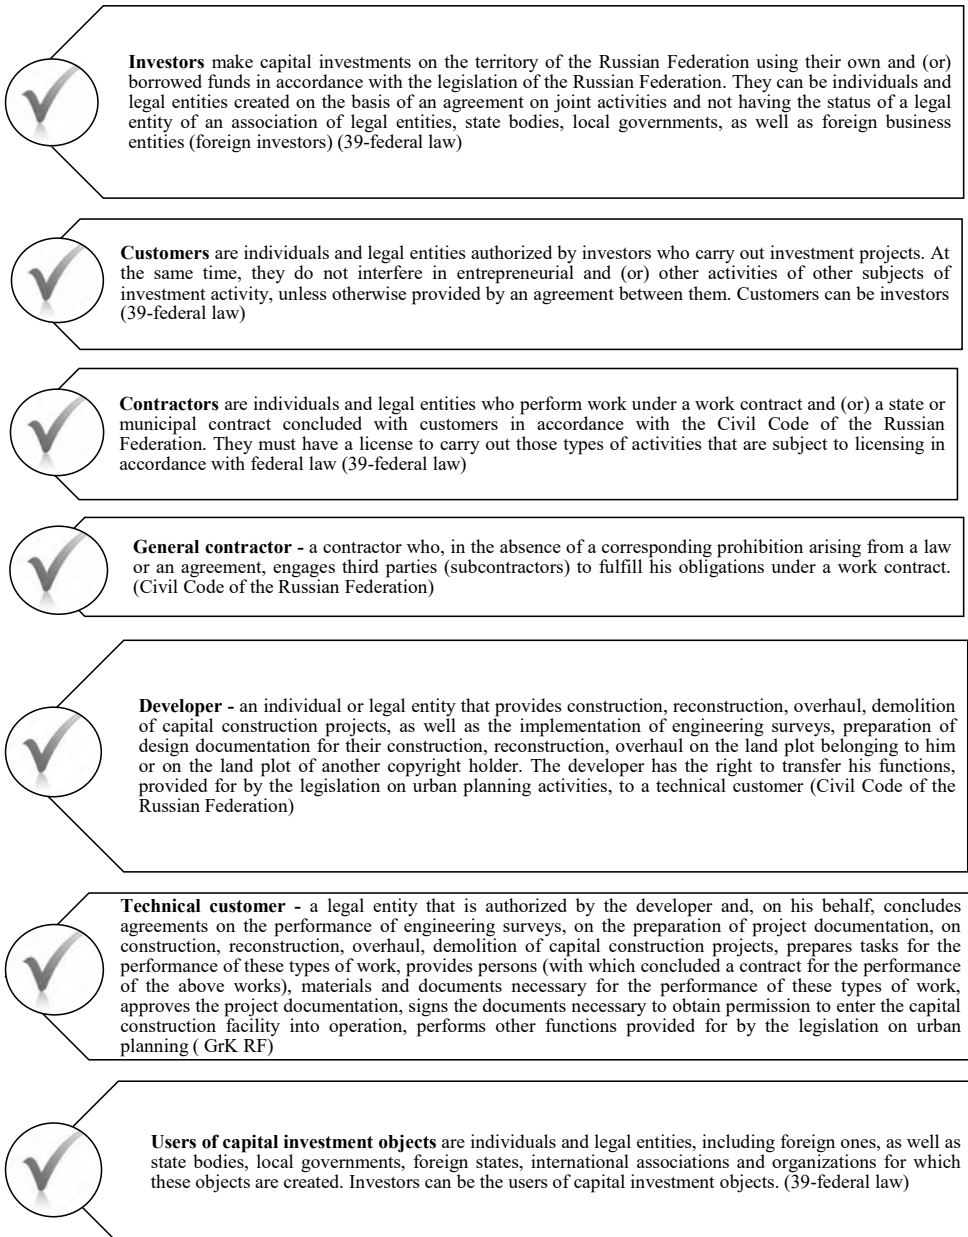 Investors make capital investments on the territory of the Russian Federation using their own and (or)
borrowed funds in accordance with the legislation of the Russian Federation. They can be individuals and
legal entities created on the basis of an agreement on joint activities and not having the status of a legal
entity of an association of legal entities, state bodies, local governments, as well as foreign business
entities (foreign investors) (39-federal law)
Customers are individuals and legal entities authorized by investors who carry out investment projects. At
the same time, they do not interfere in entrepreneurial and (or) other activities of other subjects of
investment activity, unless otherwise provided by an agreement between them. Customers can be investors
(39-federal law)
Contractors are individuals and legal entities who perform work under a work contract and (or) a state or
municipal contract concluded with customers in accordance with the Civil Code of the Russian
Federation. They must have a license to carry out those types of activities that are subject to licensing in
accordance with federal law (39-federal law)
General contractor - a contractor who, in the absence of a corresponding prohibition arising from a law
or an agreement, engages third parties (subcontractors) to fulfill his obligations under a work contract.
(Civil Code of the Russian Federation)
Developer - an individual or legal entity that provides construction, reconstruction, overhaul, demolition
of capital construction projects, as well as the implementation of engineering surveys, preparation of
design documentation for their construction, reconstruction, overhaul on the land plot belonging to him
or on the land plot of another copyright holder. The developer has the right to transfer his functions,
provided for by the legislation on urban planning activities, to a technical customer (Civil Code of the
Russian Federation)
Technical customer - a legal entity that is authorized by the developer and, on his behalf, concludes
agreements on the performance of engineering surveys, on the preparation of project documentation, on
construction, reconstruction, overhaul, demolition of capital construction projects, prepares tasks for the
performance of these types of work, provides persons (with which concluded a contract for the performance
of the above works), materials and documents necessary for the performance of these types of work,
approves the project documentation, signs the documents necessary to obtain permission to enter the capital
construction facility into operation, performs other functions provided for by the legislation on urban
planning ( GrK RF)
Users of capital investment objects are individuals and legal entities, including foreign ones, as well as
state bodies, local governments, foreign states, international associations and organizations for which
these objects are created. Investors can be the users of capital investment objects. (39-federal law)